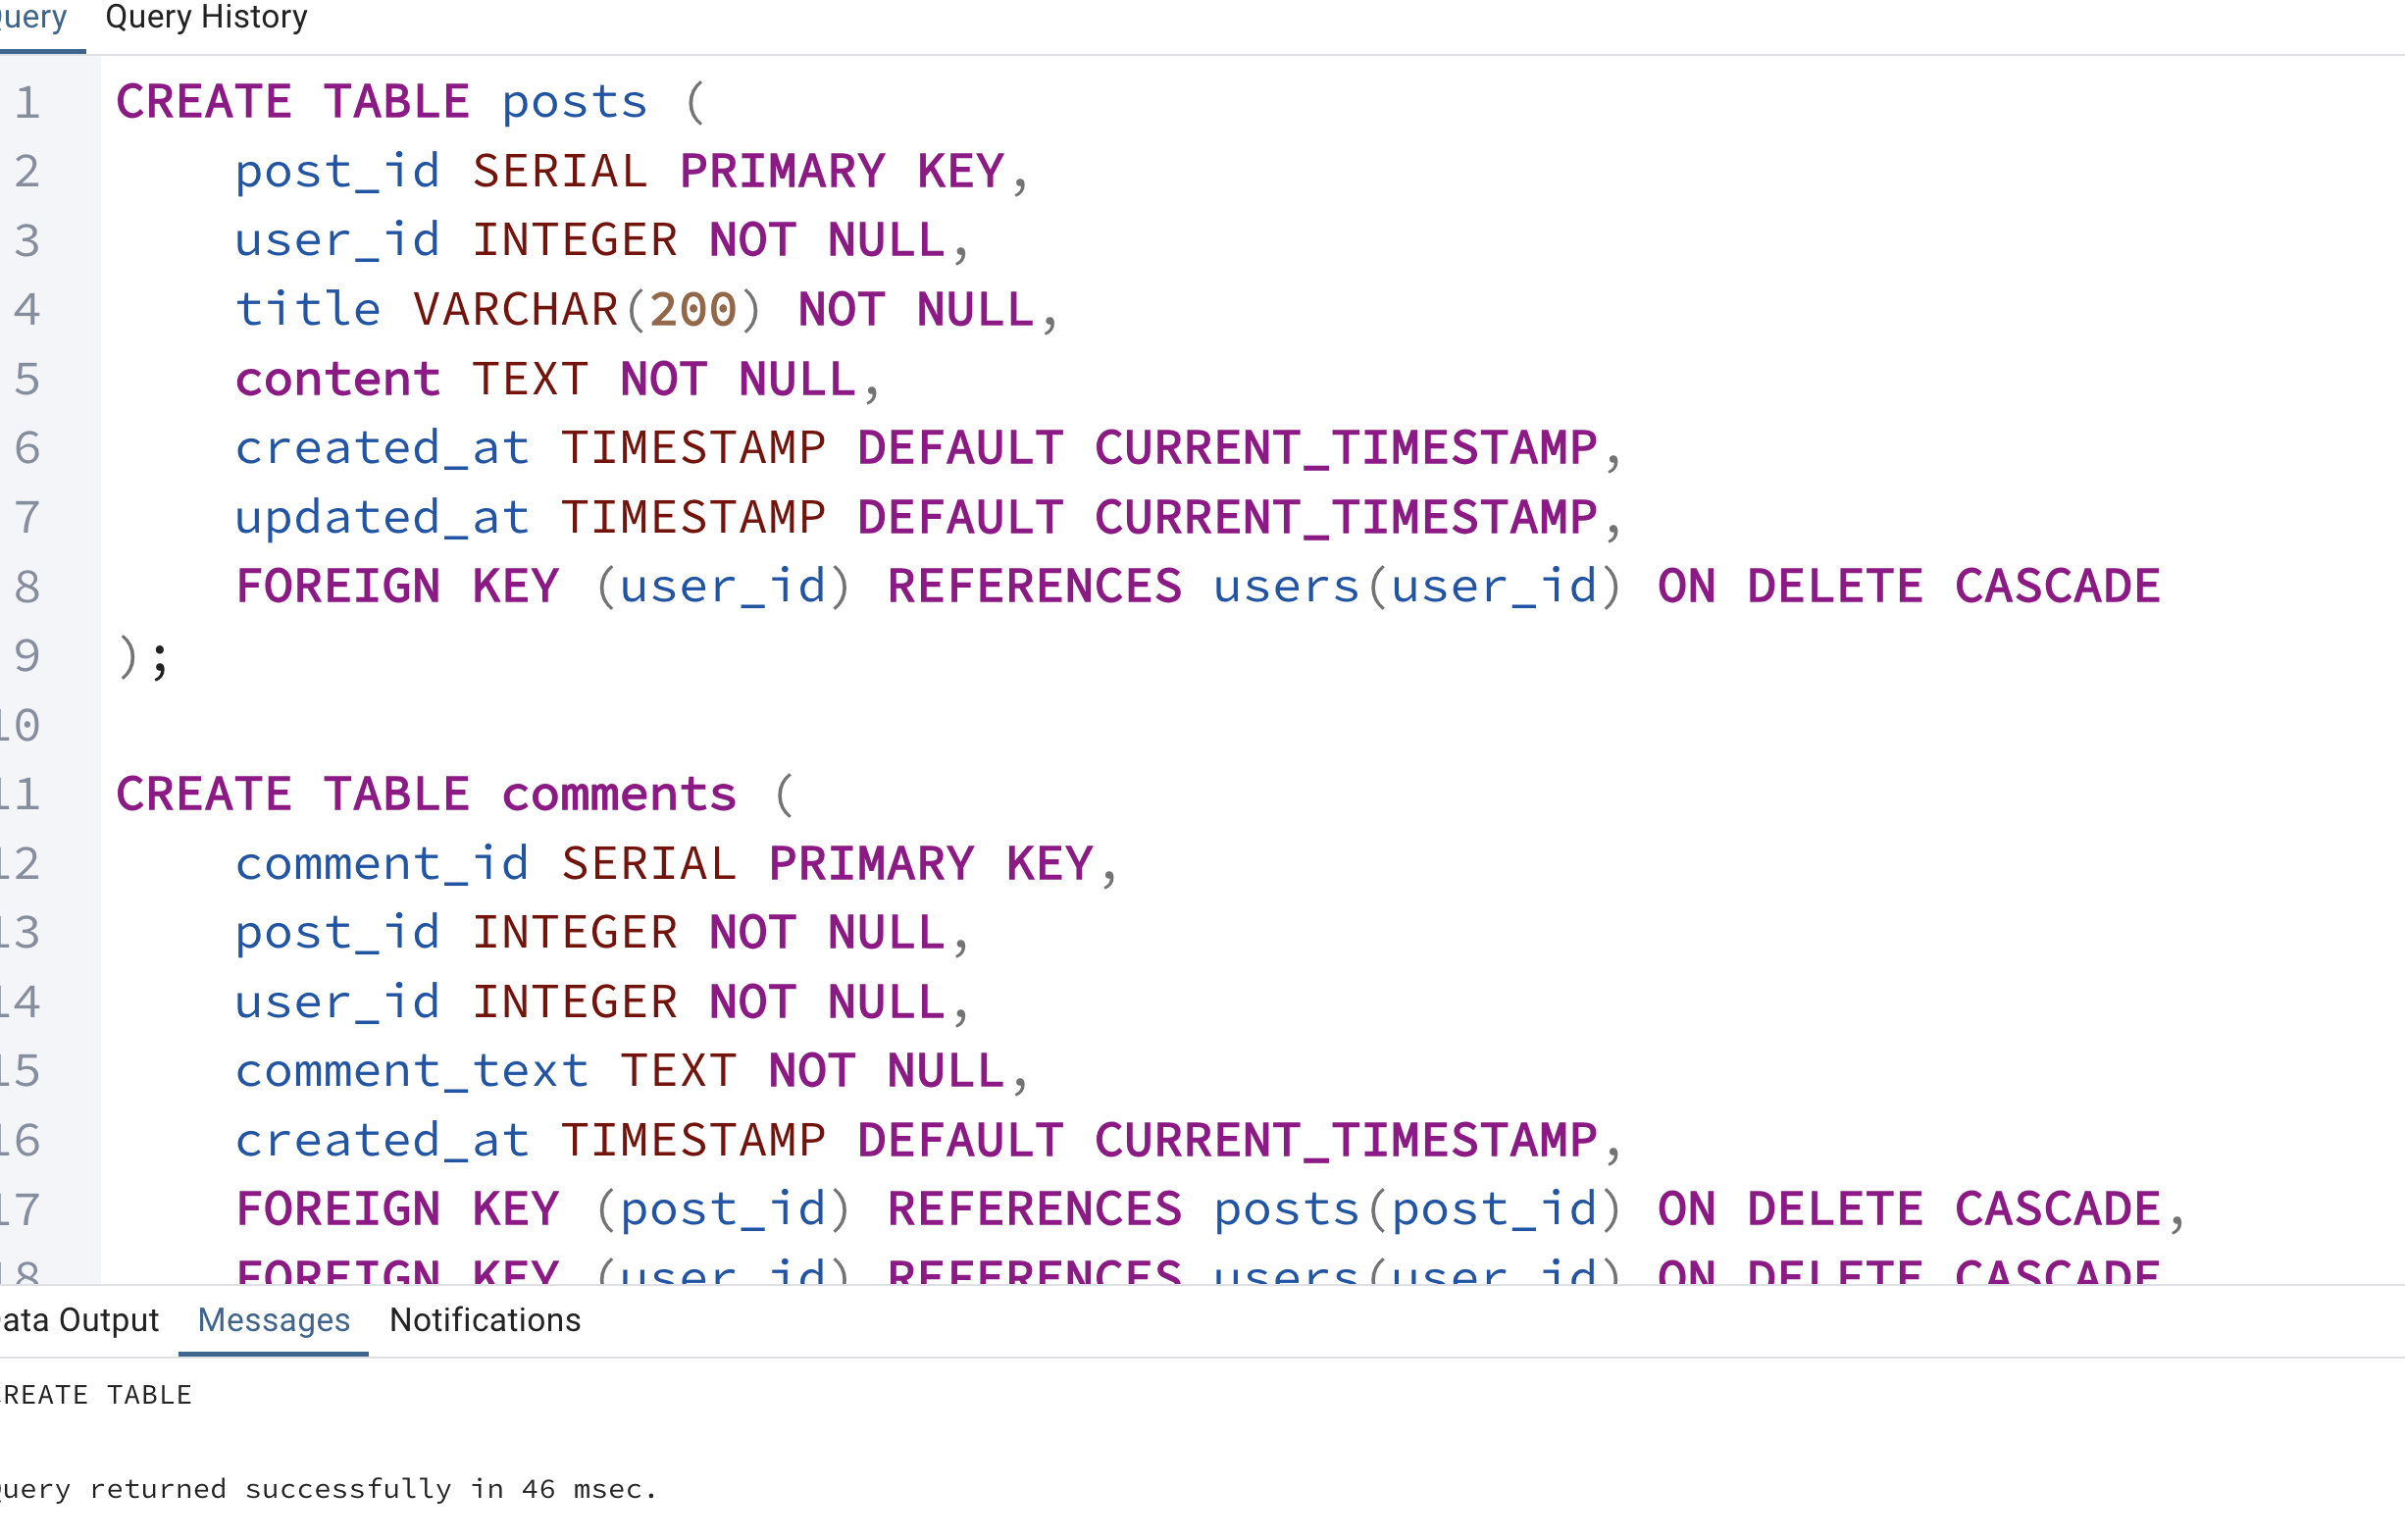 uery Query History
1 CREATE TABLE posts (
2 post_id SERIAL PRIMARY KEY,
3 user_id INTEGER NOT NULL,
4 title VARCHAR(200) NOT NULL,
5 content TEXT NOT NULL,
6 created_at TIMESTAMP DEFAULT CURRENT_TIMESTAMP,
7 updated_at TIMESTAMP DEFAULT CURRENT_TIMESTAMP,
8 FOREIGN KEY (user_id) REFERENCES users(user_id) ON DELETE CASCADE
9 );
10
11 CREATE TABLE comments (
12 comment_id SERIAL PRIMARY KEY,
13 post_id INTEGER NOT NULL,
14 user_id INTEGER NOT NULL,
15 comment_text TEXT NOT NULL,
16 created_at TIMESTAMP DEFAULT CURRENT_TIMESTAMP,
17 FOREIGN KEY (post_id) REFERENCES posts(post_id) ON DELETE CASCADE,
18 FOREIGN KEY (user_id) REFERENCES users(user_id) ON DELETE CASCADE
ata Output Messages Notifications
REATE TABLE
uery returned successfully in 46 msec.